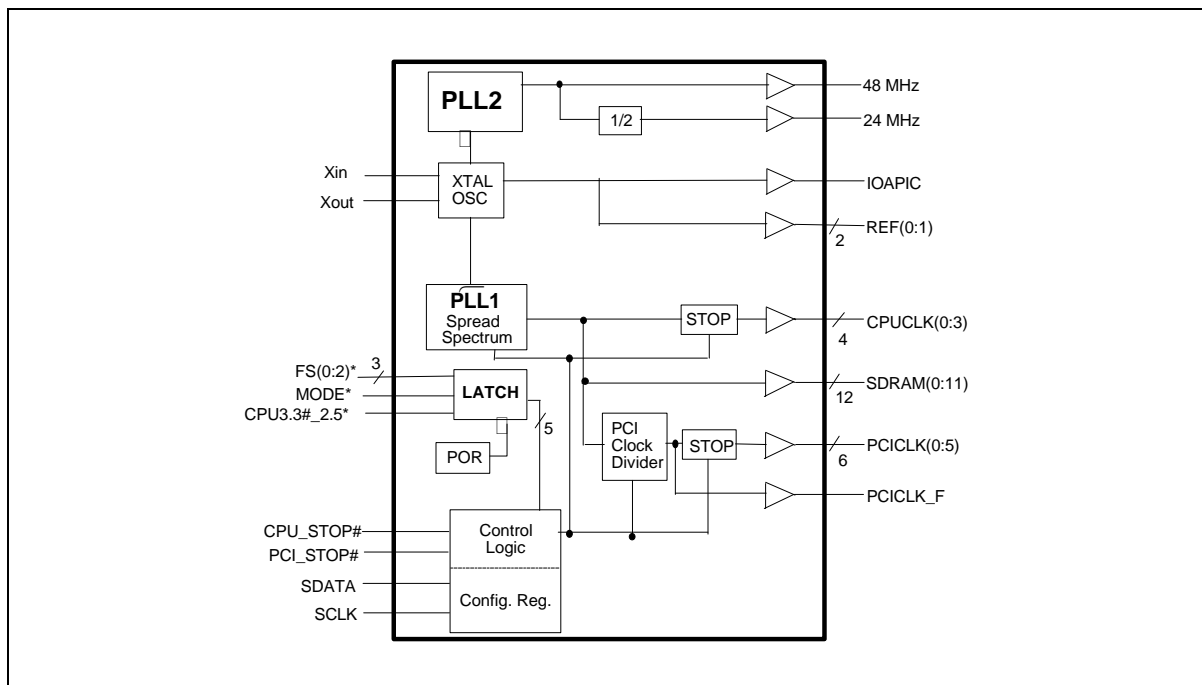 PLL2
48 MHz
1/2
24 MHz
Xin
Xout
XTAL
OSC
IOAPIC
REF(0:1)
2
PLL1
Spread
Spectrum
STOP
CPUCLK(0:3)
4
FS(0:2)*
3
MODE*
CPU3.3#_2.5*
LATCH
5
SDRAM(0:11)
12
POR
PCI
Clock
Divider
STOP
PCICLK(0:5)
6
PCICLK_F
CPU_STOP#
PCI_STOP#
SDATA
SCLK
Control
Logic
Config. Reg.